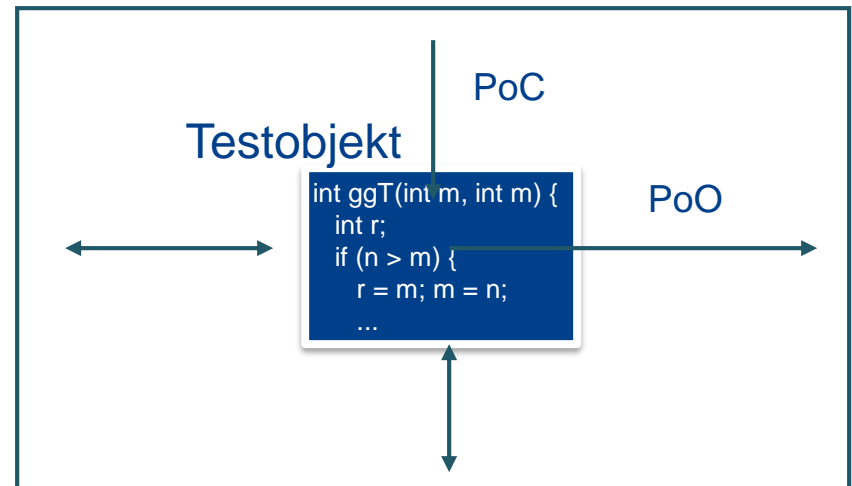 PoC
Testobjekt
int ggT(int m, int m) {
int r;
if (n > m) {
r = m; m = n;
...
PoO